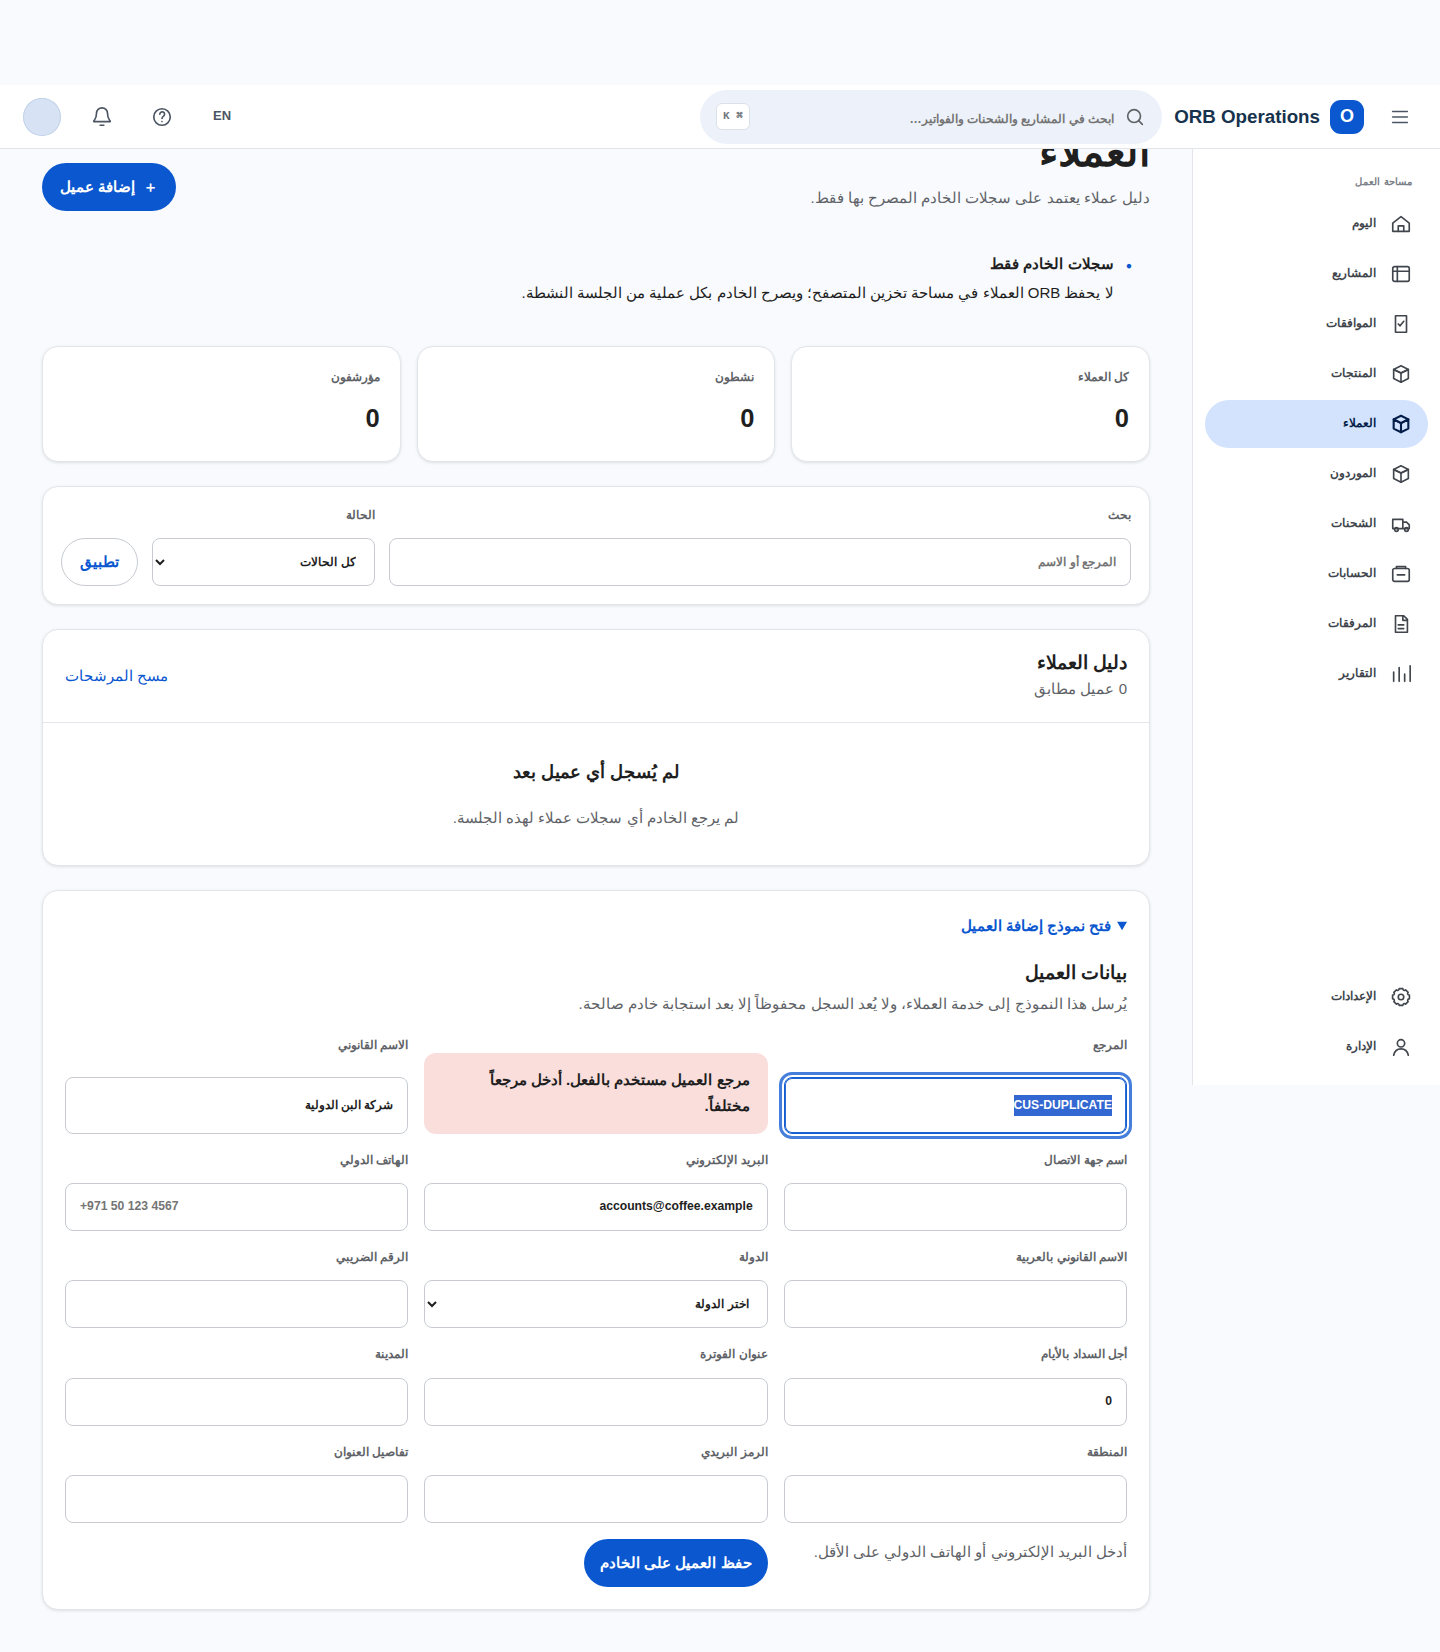 ORB Operations
O
ابحث في المشاريع والشحنات والفواتير...
⌘ K
EN
مساحة العمل
اليوم
المشاريع
الموافقات
المنتجات
العملاء
الموردون
الشحنات
الحسابات
المرفقات
التقارير
الإعدادات
الإدارة
العملاء
دليل عملاء يعتمد على سجلات الخادم المصرح بها فقط.
+ إضافة عميل
سجلات الخادم فقط
لا يحفظ ORB العملاء في مساحة تخزين المتصفح؛ ويصرح الخادم بكل عملية من الجلسة النشطة.
كل العملاء
0
نشطون
0
مؤرشفون
0
بحث
المرجع أو الاسم
الحالة
كل الحالات
تطبيق
دليل العملاء
0 عميل مطابق
مسح المرشحات
لم يُسجل أي عميل بعد
لم يرجع الخادم أي سجلات عملاء لهذه الجلسة.
فتح نموذج إضافة العميل
بيانات العميل
يُرسل هذا النموذج إلى خدمة العملاء، ولا يُعد السجل محفوظاً إلا بعد استجابة خادم صالحة.
المرجع
CUS-DUPLICATE
مرجع العميل مستخدم بالفعل. أدخل مرجعاً
مختلفاً.
الاسم القانوني
شركة البن الدولية
اسم جهة الاتصال
البريد الإلكتروني
accounts@coffee.example
الهاتف الدولي
+971 50 123 4567
الاسم القانوني بالعربية
الدولة
اختر الدولة
الرقم الضريبي
أجل السداد بالأيام
0
عنوان الفوترة
المدينة
المنطقة
الرمز البريدي
تفاصيل العنوان
أدخل البريد الإلكتروني أو الهاتف الدولي على الأقل.
حفظ العميل على الخادم